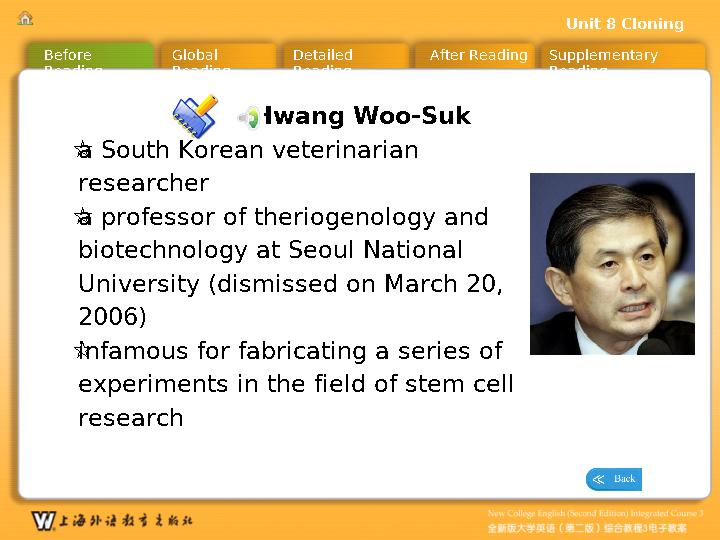 Unit 8 Cloning
Before Reading
Global Reading
Detailed Reading
After Reading
Supplementary Reading
Hwang Woo-Suk
☆a South Korean veterinarian
researcher
☆a professor of theriogenology and
biotechnology at Seoul National
University (dismissed on March 20,
2006)
☆infamous for fabricating a series of
experiments in the field of stem cell
research
Back
W 上海外语教育出版社
New College English (Second Edition) Integrated Course 3
全新版大学英语（第二版）综合教程3电子教案